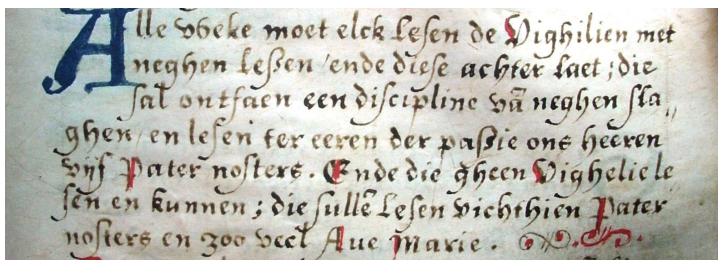 Alle weke moet elck lesen de Vighilien met
neghen leßen / ende diese achter laet ; die
sal ontfaen een discipline vā neghen sla,,
ghen / en lesen ter eeren der paßie ons heeren
vijf Pater nosters . Ende die gheen Vighelie le
sen en kunnen ; die sullē lesen vichthien Pater
nosters en zoo veel Aue Marie .